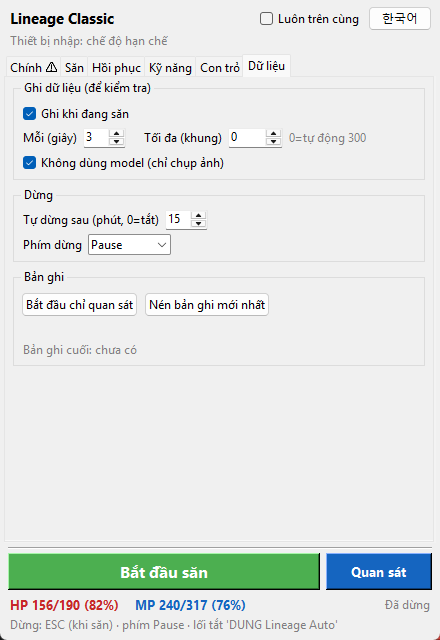 Lineage Classic
Luôn trên cùng
한국어
Thiết bị nhập: chế độ hạn chế
Chính ⚠ Săn Hồi phục Kỹ năng Con trỏ Dữ liệu
Ghi dữ liệu (để kiểm tra)
Ghi khi đang săn
Mỗi (giây) 3 Tối đa (khung) 0 0=tự động 300
Không dùng model (chỉ chụp ảnh)
Dừng
Tự dừng sau (phút, 0=tắt) 15
Phím dừng Pause
Bản ghi
Bắt đầu chỉ quan sát Nén bản ghi mới nhất
Bản ghi cuối: chưa có
Bắt đầu săn
Quan sát
HP 156/190 (82%) MP 240/317 (76%) Đã dừng
Dừng: ESC (khi săn) · phím Pause · lối tắt 'DUNG Lineage Auto'